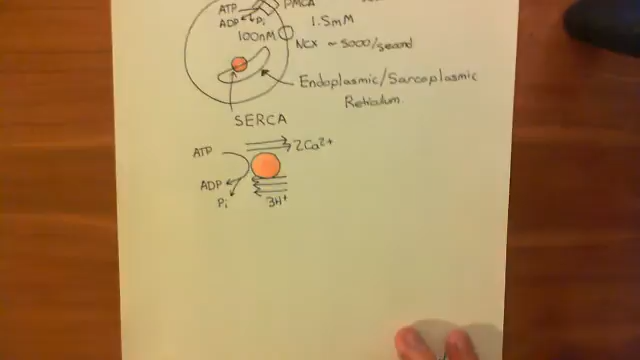 ATP
PMCA
ADP Pi
1.5mM
100nM
NCX ~ 5000/second
Endoplasmic/Sarcoplasmic
Reticulum
SERCA
ATP
2Ca2+
ADP
Pi
3H+